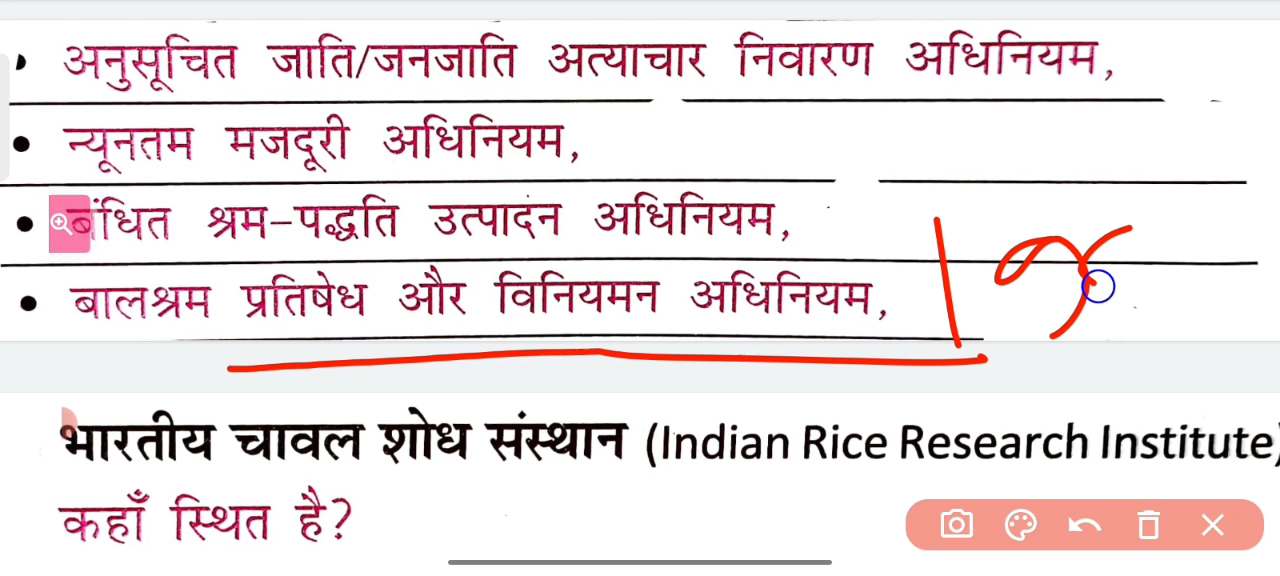 • अनुसूचित जाति/जनजाति अत्याचार निवारण अधिनियम,
• न्यूनतम मजदूरी अधिनियम,
• बंधित श्रम-पद्धति उत्पादन अधिनियम,
• बालश्रम प्रतिषेध और विनियमन अधिनियम,
भारतीय चावल शोध संस्थान (Indian Rice Research Institute)
कहाँ स्थित है?